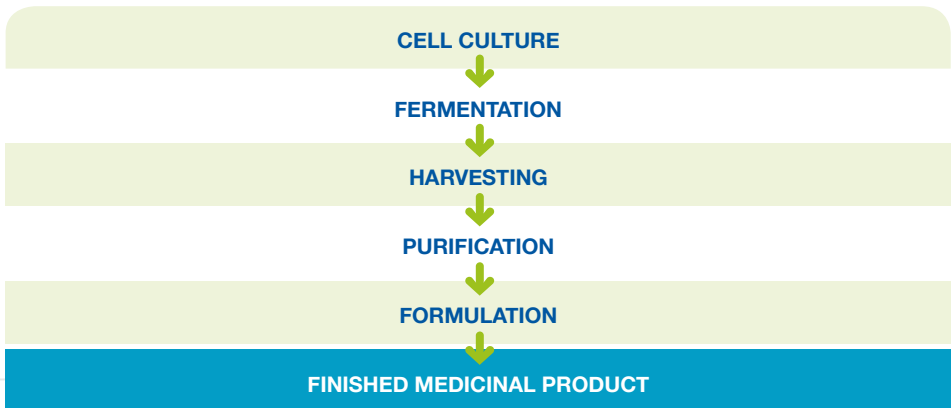 CELL CULTURE
FERMENTATION
HARVESTING
PURIFICATION
FORMULATION
FINISHED MEDICINAL PRODUCT